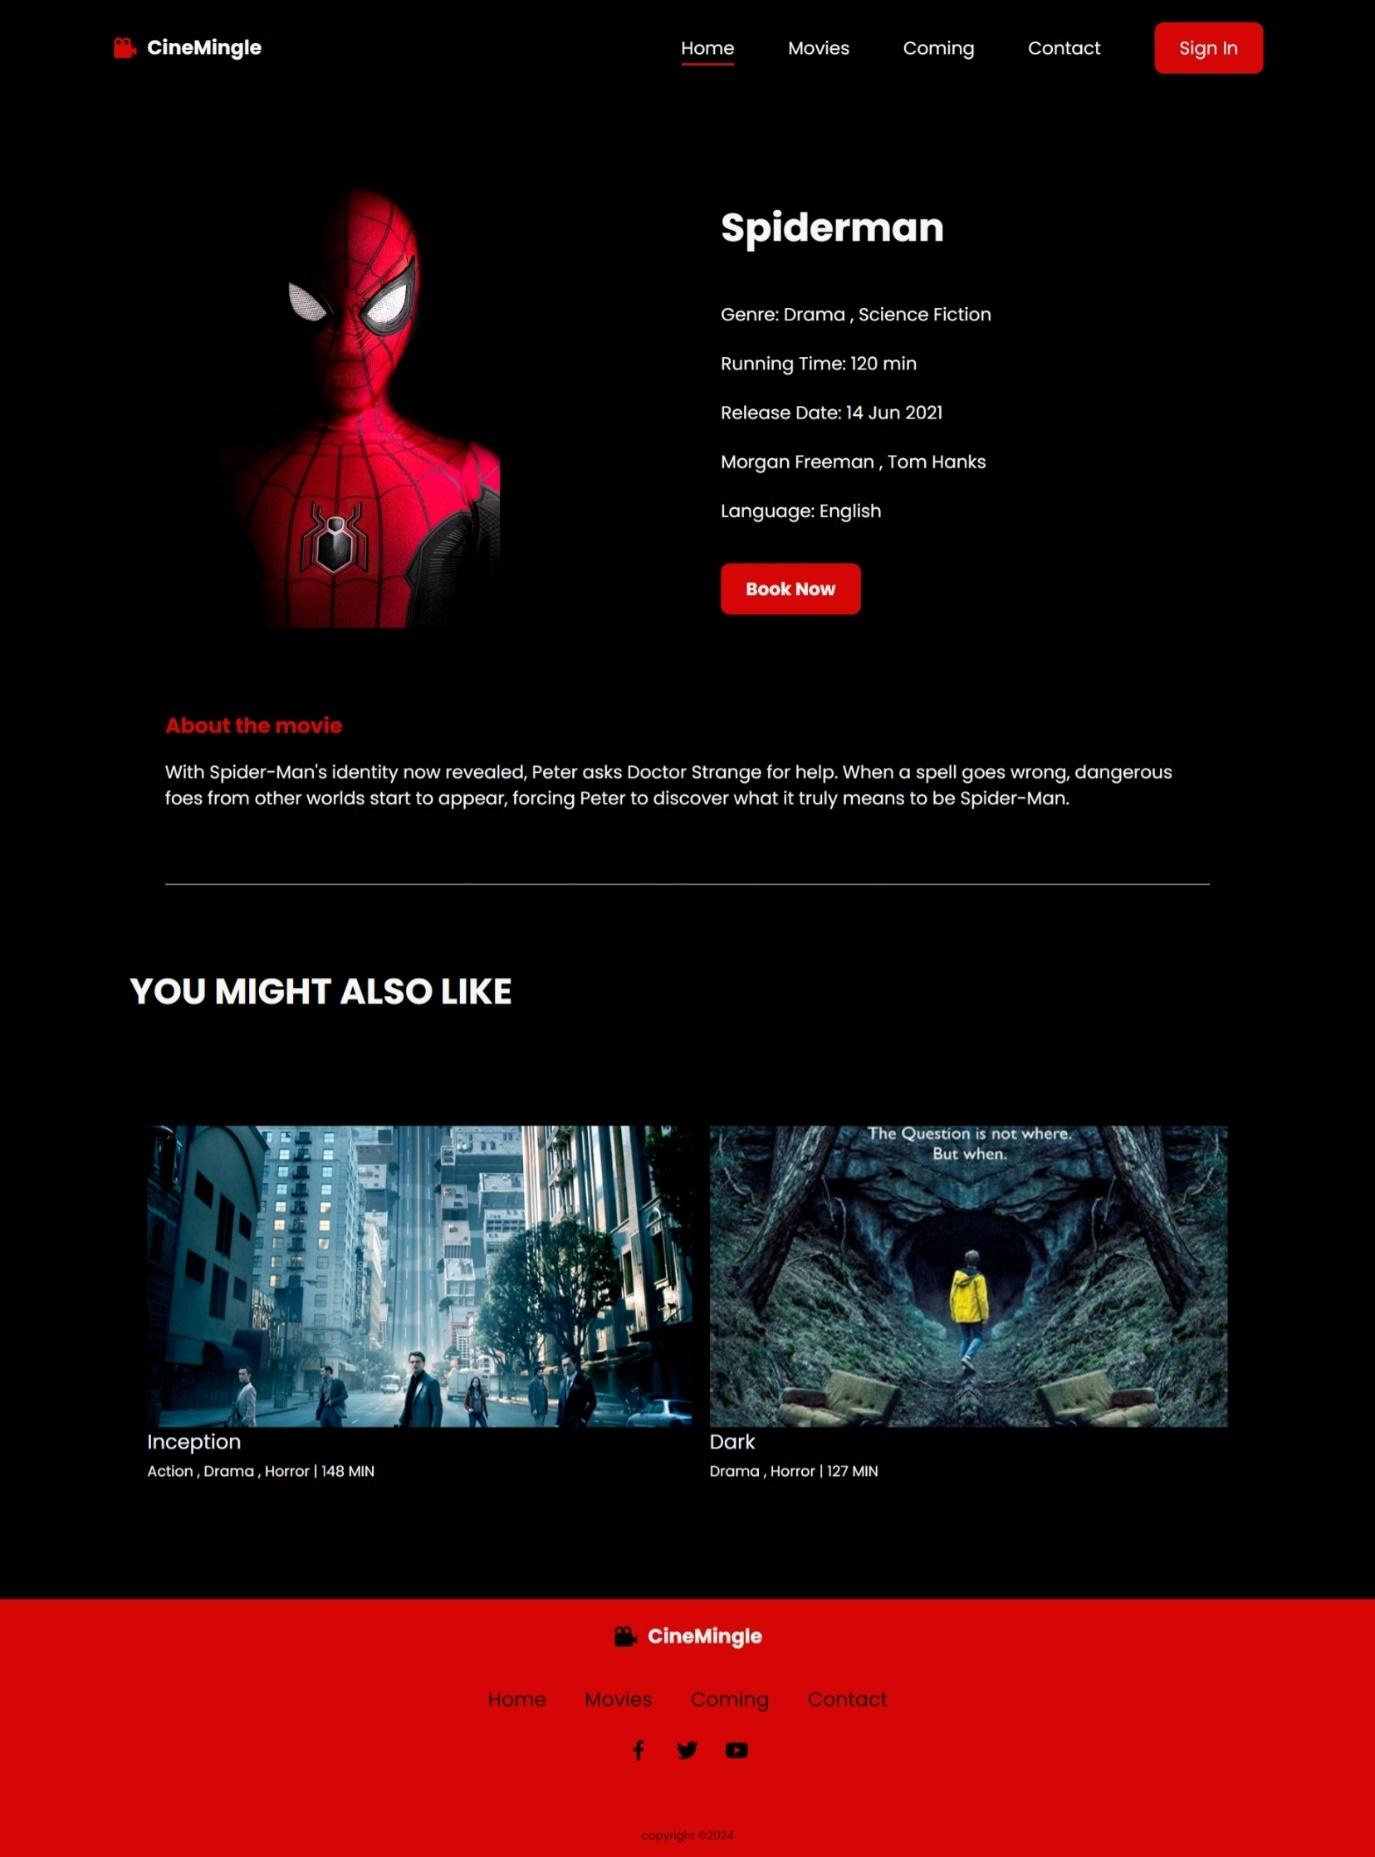 CineMingle
Home Movies Coming Contact Sign In
Spiderman
Genre: Drama , Science Fiction
Running Time: 120 min
Release Date: 14 Jun 2021
Morgan Freeman , Tom Hanks
Language: English
Book Now
About the movie
With Spider-Man's identity now revealed, Peter asks Doctor Strange for help. When a spell goes wrong, dangerous
foes from other worlds start to appear, forcing Peter to discover what it truly means to be Spider-Man.
YOU MIGHT ALSO LIKE
Inception
Action , Drama , Horror | 148 MIN
The Question is not where.
But when.
Dark
Drama , Horror | 127 MIN
CineMingle
Home Movies Coming Contact
copyright ©2024